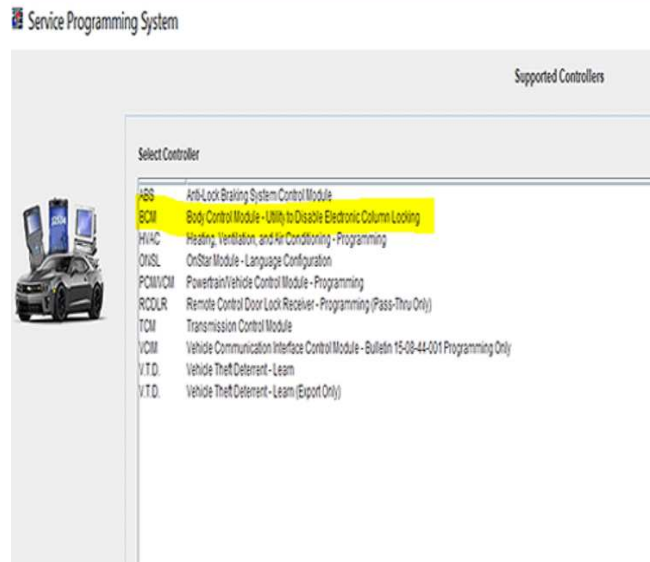 Service Programming System
Supported Controllers
Select Controller
ABS Anti-Lock Braking System Control Module
BCM Body Control Module - Utility to Disable Electronic Column Locking
HVAC Heating, Ventilation, and Air Conditioning - Programming
ONSL OnStar Module - Language Configuration
PCM/VCM Powertrain/Vehicle Control Module - Programming
RCDLR Remote Control Door Lock Receiver - Programming (Pass-Thru Only)
TCM Transmission Control Module
VCIM Vehicle Communication Interface Control Module - Bulletin 15-08-44-001 Programming Only
V.T.D. Vehicle Theft Deterrent - Learn
V.T.D. Vehicle Theft Deterrent - Learn (Export Only)